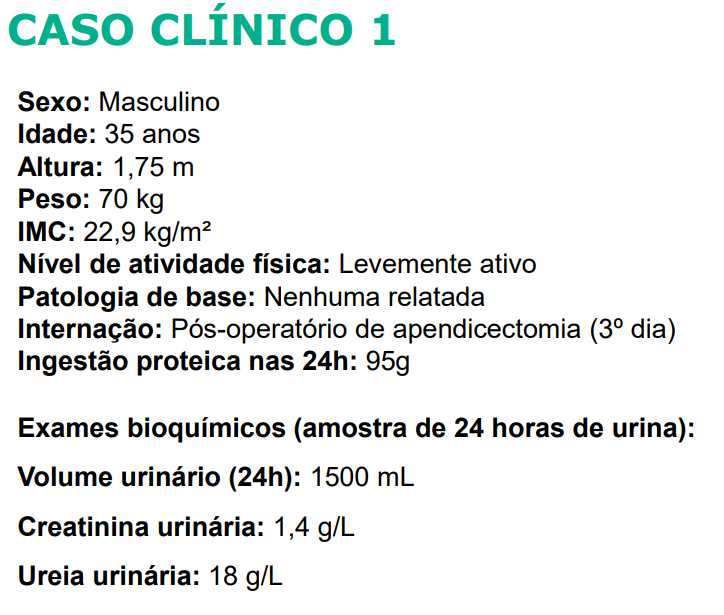 CASO CLÍNICO 1
Sexo: Masculino
Idade: 35 anos
Altura: 1,75 m
Peso: 70 kg
IMC: 22,9 kg/m²
Nível de atividade física: Levemente ativo
Patologia de base: Nenhuma relatada
Internação: Pós-operatório de apendicectomia (3º dia)
Ingestão proteica nas 24h: 95g
Exames bioquímicos (amostra de 24 horas de urina):
Volume urinário (24h): 1500 mL
Creatinina urinária: 1,4 g/L
Ureia urinária: 18 g/L